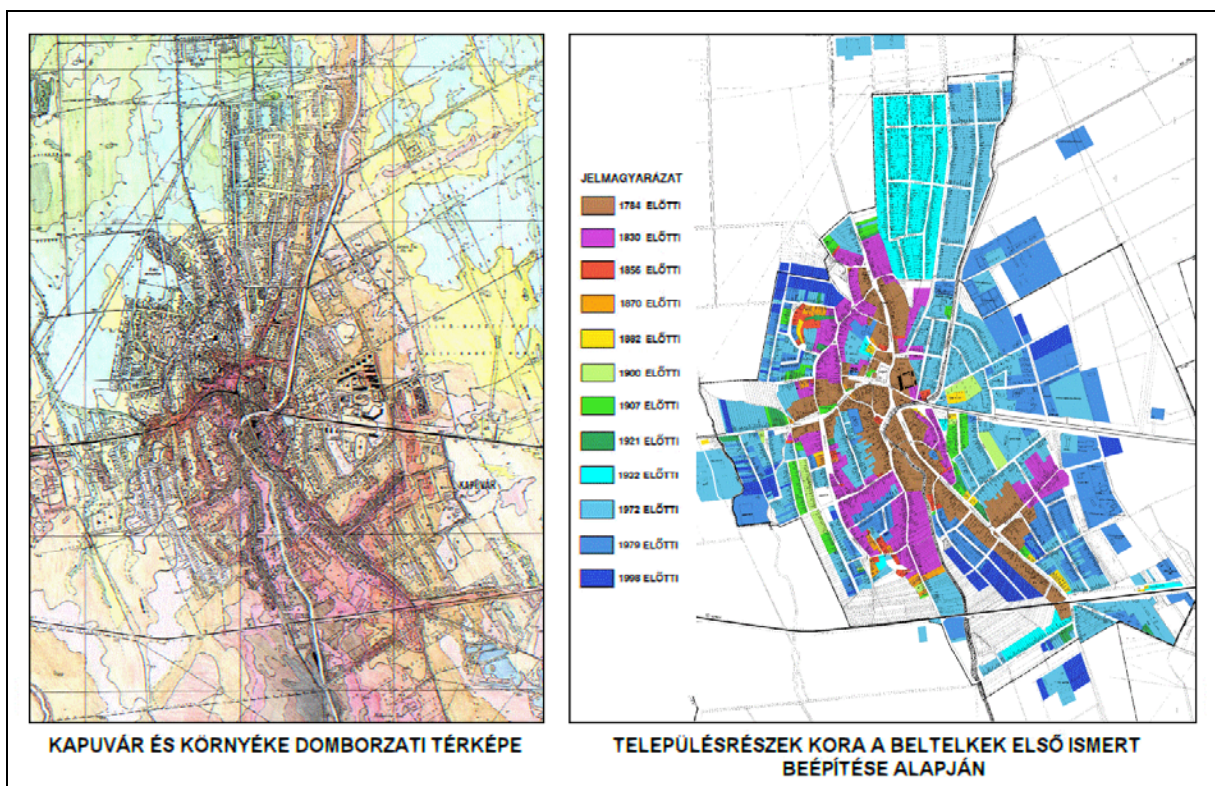 KAPUVÁR
KAPUVÁR ÉS KÖRNYÉKE DOMBORZATI TÉRKÉPE
JELMAGYARÁZAT
1784 ELŐTTI
1830 ELŐTTI
1856 ELŐTTI
1870 ELŐTTI
1882 ELŐTTI
1900 ELŐTTI
1907 ELŐTTI
1921 ELŐTTI
1932 ELŐTTI
1972 ELŐTTI
1979 ELŐTTI
1998 ELŐTTI
TELEPÜLÉSRÉSZEK KORA A BELTELKEK ELSŐ ISMERT
BEÉPÍTÉSE ALAPJÁN